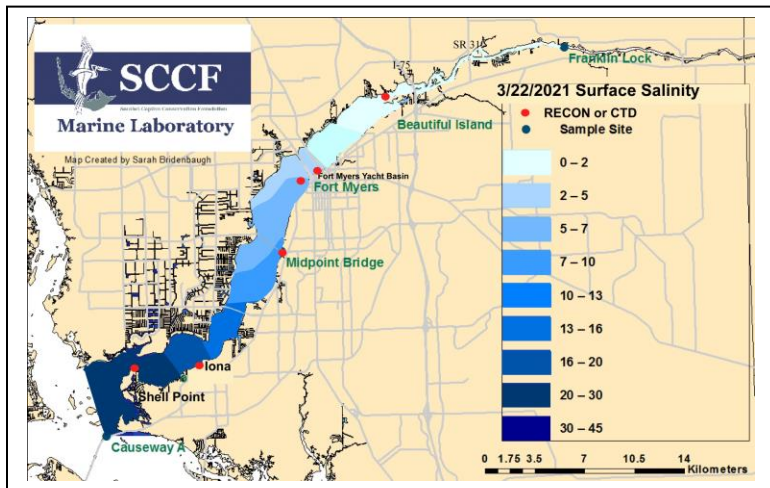 SCCF
Sanibel-Captiva Conservation Foundation
Marine Laboratory
Map Created by Sarah Bridenbaugh
SR 31
Franklin Lock
I-75
3/22/2021 Surface Salinity
RECON or CTD
Sample Site
Beautiful Island
0 – 2
Fort Myers Yacht Basin
2 – 5
Fort Myers
5 – 7
Midpoint Bridge
7 – 10
10 – 13
13 – 16
16 – 20
Iona
20 – 30
Shell Point
30 – 45
Causeway A
0 1.75 3.5 7 10.5 14
Kilometers